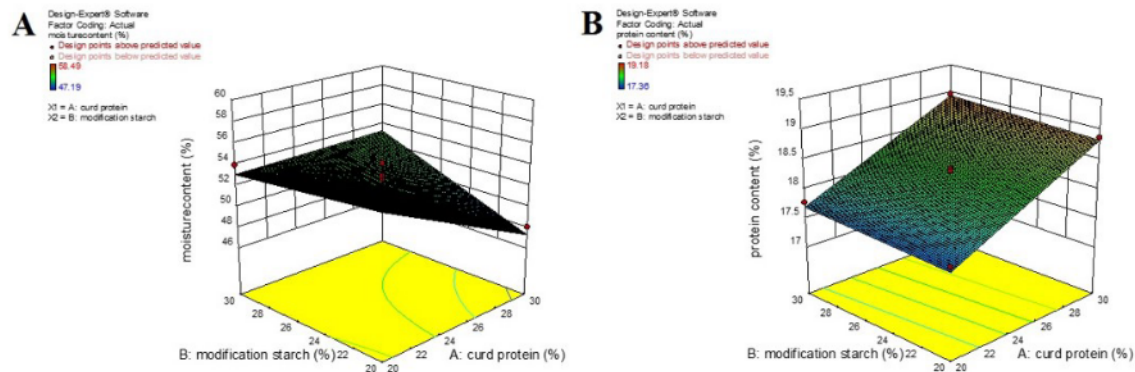 A
Design-Expert® Software
Factor Coding: Actual
moisturecontent (%)
Design points above predicted value
Design points below predicted value
58.49
47.19
X1 = A: curd protein
X2 = B: modification starch
60
58
56
54
52
50
48
46
moisturecontent (%)
30
28
26
24
22
20
B: modification starch (%)
20
22
24
26
28
30
A: curd protein (%)
B
Design-Expert® Software
Factor Coding: Actual
protein content (%)
Design points above predicted value
Design points below predicted value
19.18
17.36
X1 = A: curd protein
X2 = B: modification starch
19,5
19
18,5
18
17,5
17
protein content (%)
30
28
26
24
22
20
B: modification starch (%)
20
22
24
26
28
30
A: curd protein (%)